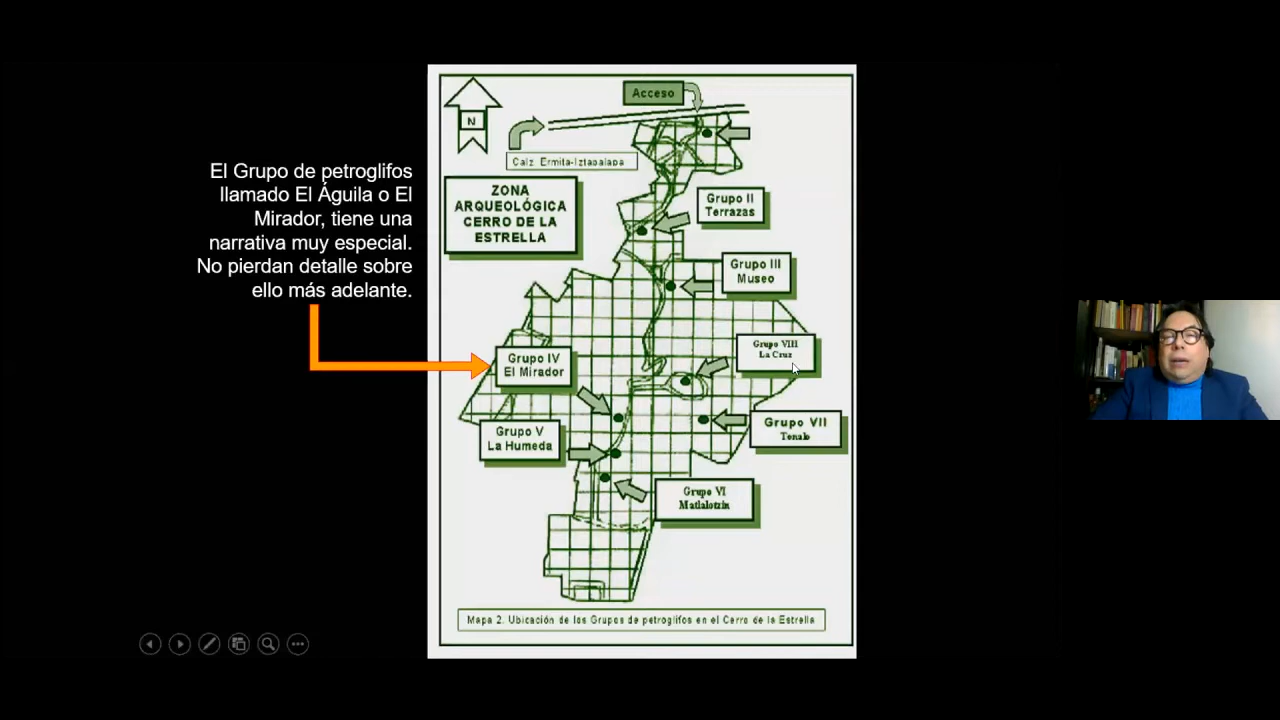 El Grupo de petroglifos
llamado El Águila o El
Mirador, tiene una
narrativa muy especial.
No pierdan detalle sobre
ello más adelante.
Acceso
N
Calz. Ermita-Iztapalapa
ZONA
ARQUEOLÓGICA
CERRO DE LA
ESTRELLA
Grupo II
Terrazas
Grupo III
Museo
Grupo VIII
La Cruz
Grupo IV
El Mirador
Grupo V
La Humeda
Grupo VII
Grupo VI
Matlalotzin
Mapa 2. Ubicación de los Grupos de petroglifos en el Cerro de la Estrella